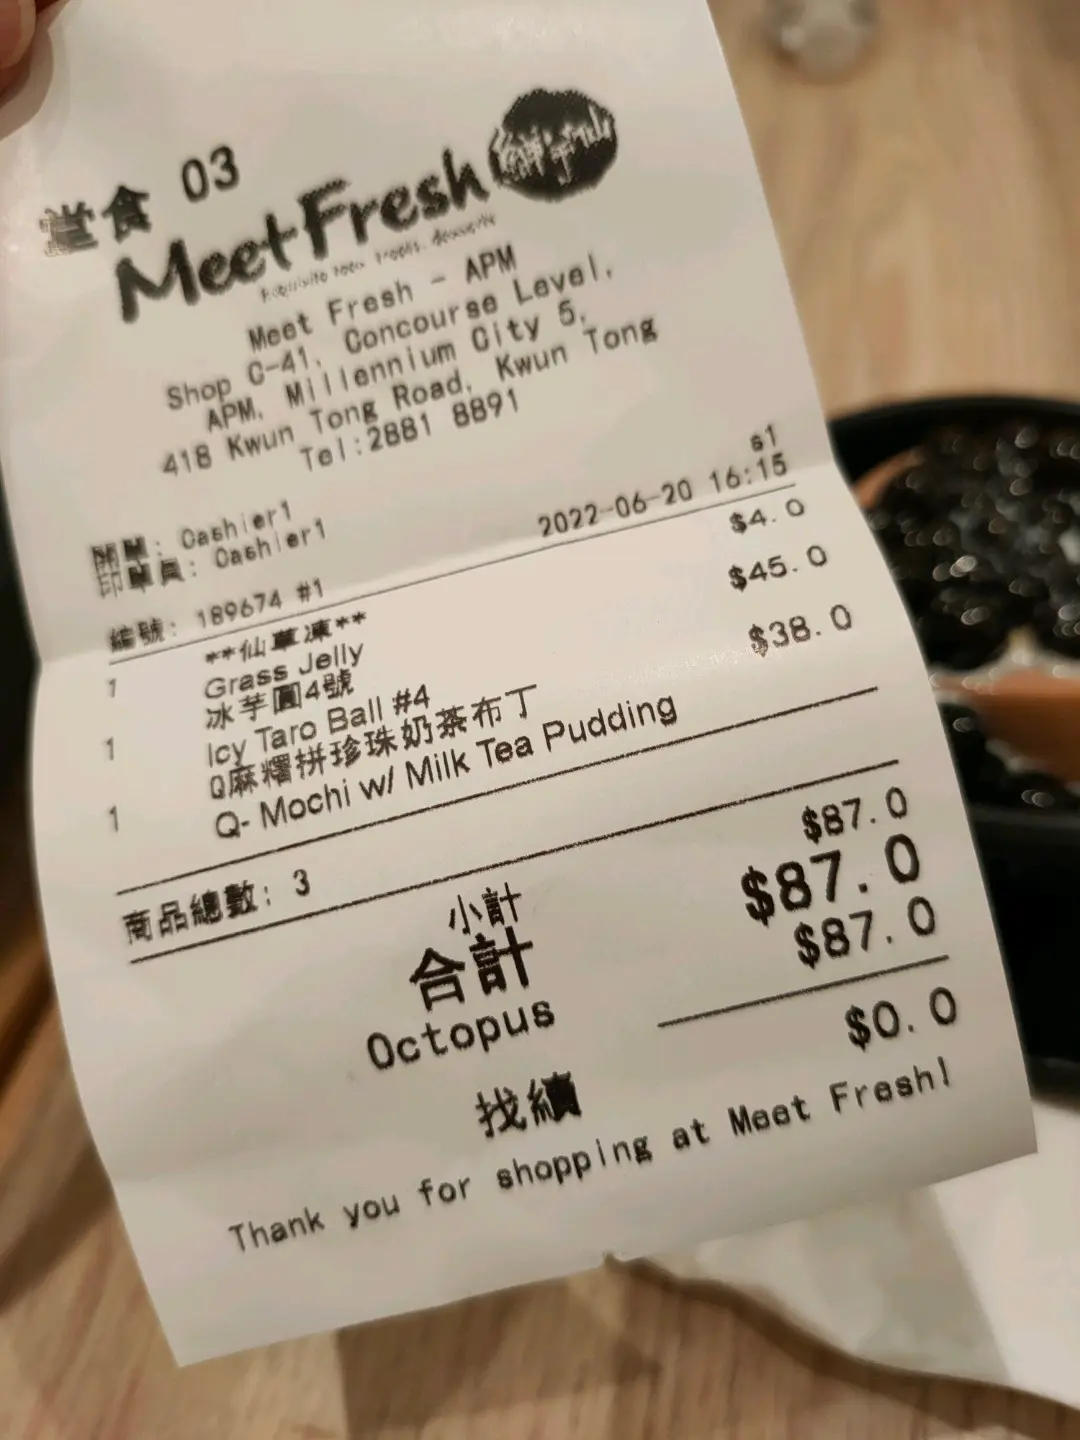 堂食 03
Meet Fresh 鮮芋仙
Meet Fresh - APM
Shop C-41, Concourse Level,
APM, Millennium City 5,
418 Kwun Tong Road, Kwun Tong
Tel:2881 8891
s1
開單: Cashier1
印單員: Cashier1 2022-06-20 16:15
編號: 189674 #1
**仙草凍**
1 Grass Jelly $4.0
冰芋圓4號
1 Icy Taro Ball #4 $45.0
Q麻糬拼珍珠奶茶布丁
1 Q- Mochi w/ Milk Tea Pudding $38.0
商品總數: 3
小計 $87.0
合計 $87.0
Octopus $87.0
找續 $0.0
Thank you for shopping at Meet Fresh!